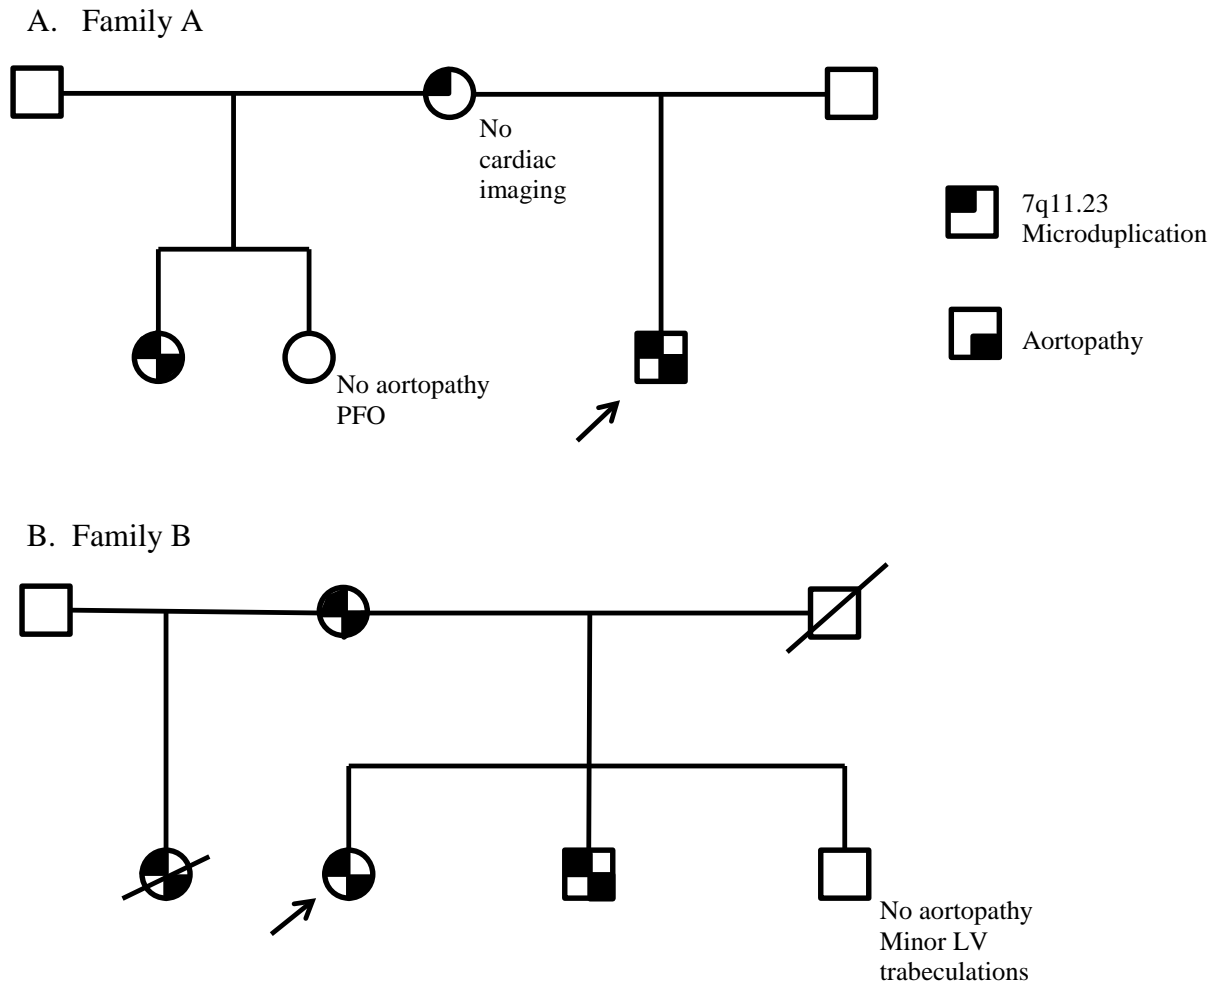 A. Family A
No
cardiac
imaging
7q11.23
Microduplication
Aortopathy
No aortopathy
PFO
B. Family B
No aortopathy
Minor LV
trabeculations